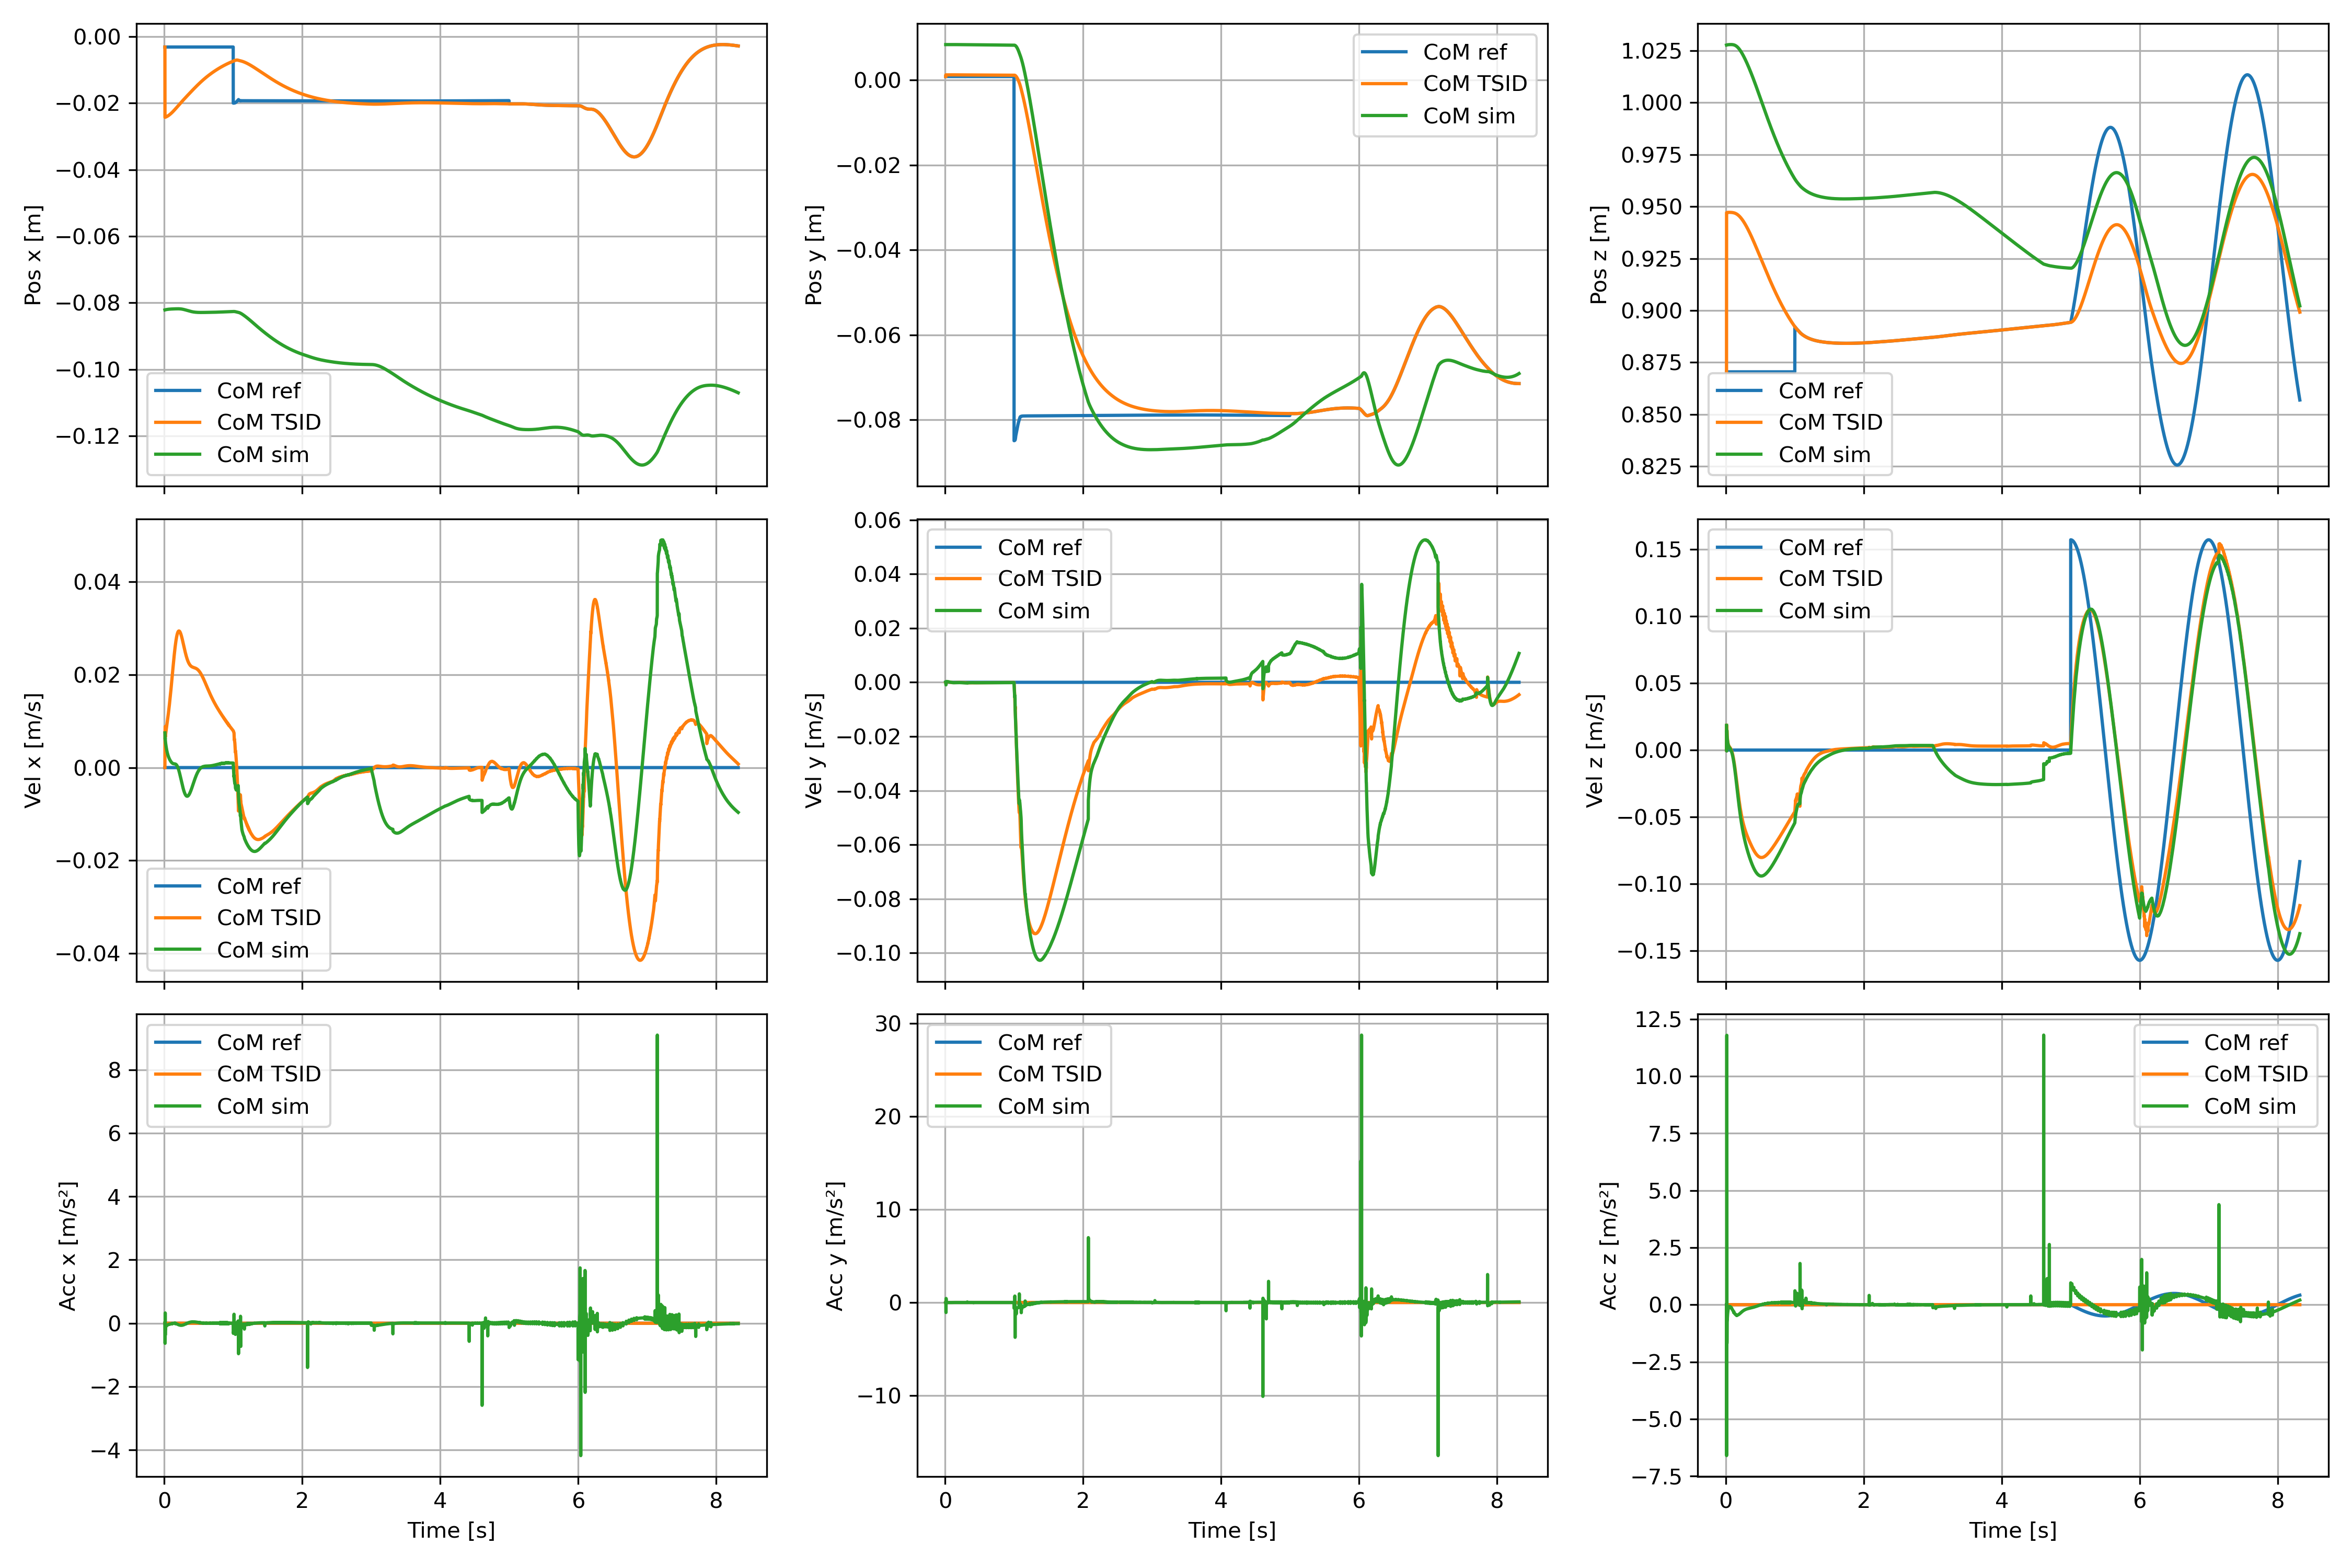 0.00
−0.02
−0.04
−0.06
−0.08
−0.10
−0.12
Pos x [m]
CoM ref
CoM TSID
CoM sim
0.00
−0.02
−0.04
−0.06
−0.08
Pos y [m]
CoM ref
CoM TSID
CoM sim
1.025
1.000
0.975
0.950
0.925
0.900
0.875
0.850
0.825
Pos z [m]
CoM ref
CoM TSID
CoM sim
0.04
0.02
0.00
−0.02
−0.04
Vel x [m/s]
CoM ref
CoM TSID
CoM sim
0.06
0.04
0.02
0.00
−0.02
−0.04
−0.06
−0.08
−0.10
Vel y [m/s]
CoM ref
CoM TSID
CoM sim
0.15
0.10
0.05
0.00
−0.05
−0.10
−0.15
Vel z [m/s]
CoM ref
CoM TSID
CoM sim
8
6
4
2
0
−2
−4
Acc x [m/s²]
CoM ref
CoM TSID
CoM sim
0 2 4 6 8
Time [s]
30
20
10
0
−10
Acc y [m/s²]
CoM ref
CoM TSID
CoM sim
0 2 4 6 8
Time [s]
12.5
10.0
7.5
5.0
2.5
0.0
−2.5
−5.0
−7.5
Acc z [m/s²]
CoM ref
CoM TSID
CoM sim
0 2 4 6 8
Time [s]